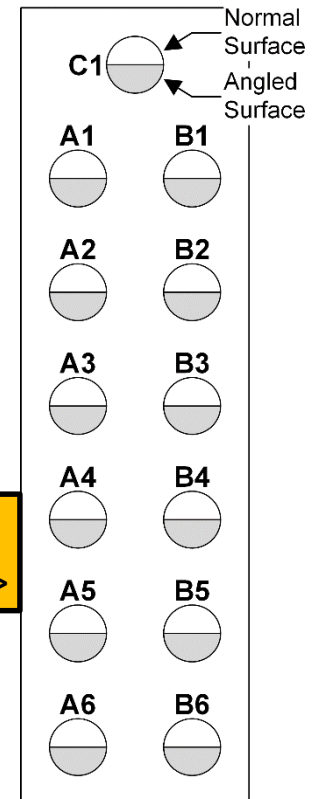 Normal
Surface
C1
Angled
Surface
A1 B1
A2 B2
A3 B3
A4 B4
>
A5 B5
A6 B6